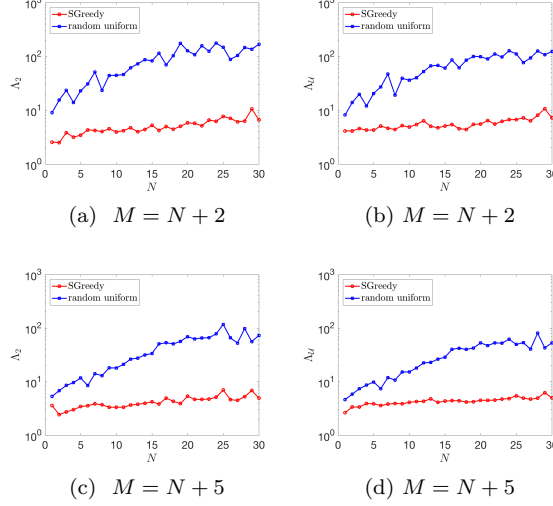 10³
SGreedy
random uniform
10²
Λ₂
10¹
10⁰
0 5 10 15 20 25 30
N
(a) M = N + 2
10³
SGreedy
random uniform
10²
Λ_𝒰
10¹
10⁰
0 5 10 15 20 25 30
N
(b) M = N + 2
10³
SGreedy
random uniform
10²
Λ₂
10¹
10⁰
0 5 10 15 20 25 30
N
(c) M = N + 5
10³
SGreedy
random uniform
10²
Λ_𝒰
10¹
10⁰
0 5 10 15 20 25 30
N
(d) M = N + 5